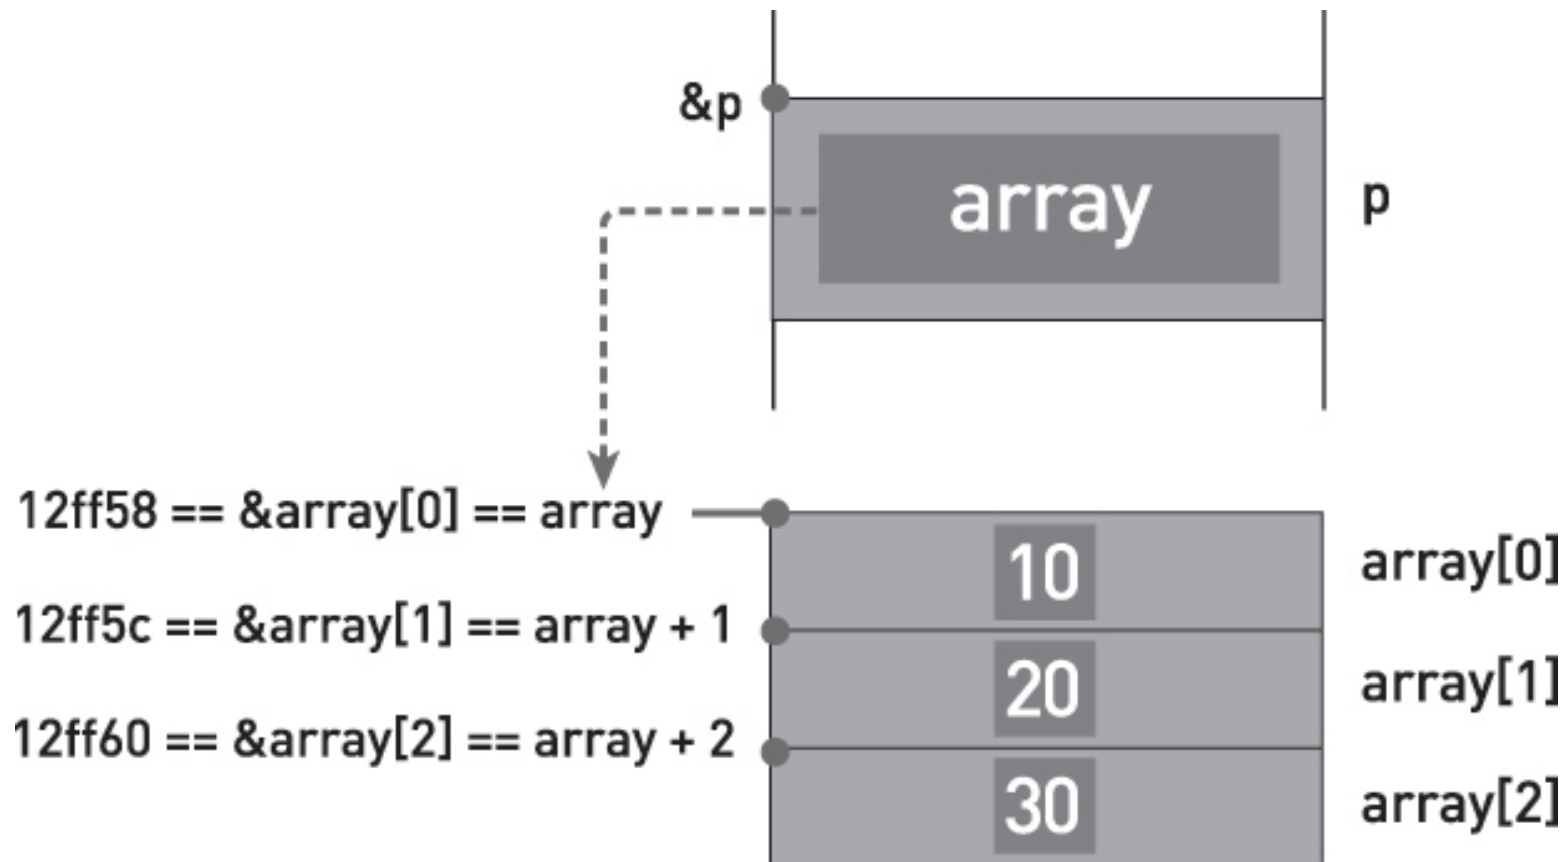 &p
array
p
12ff58 == &array[0] == array
10
array[0]
12ff5c == &array[1] == array + 1
20
array[1]
12ff60 == &array[2] == array + 2
30
array[2]